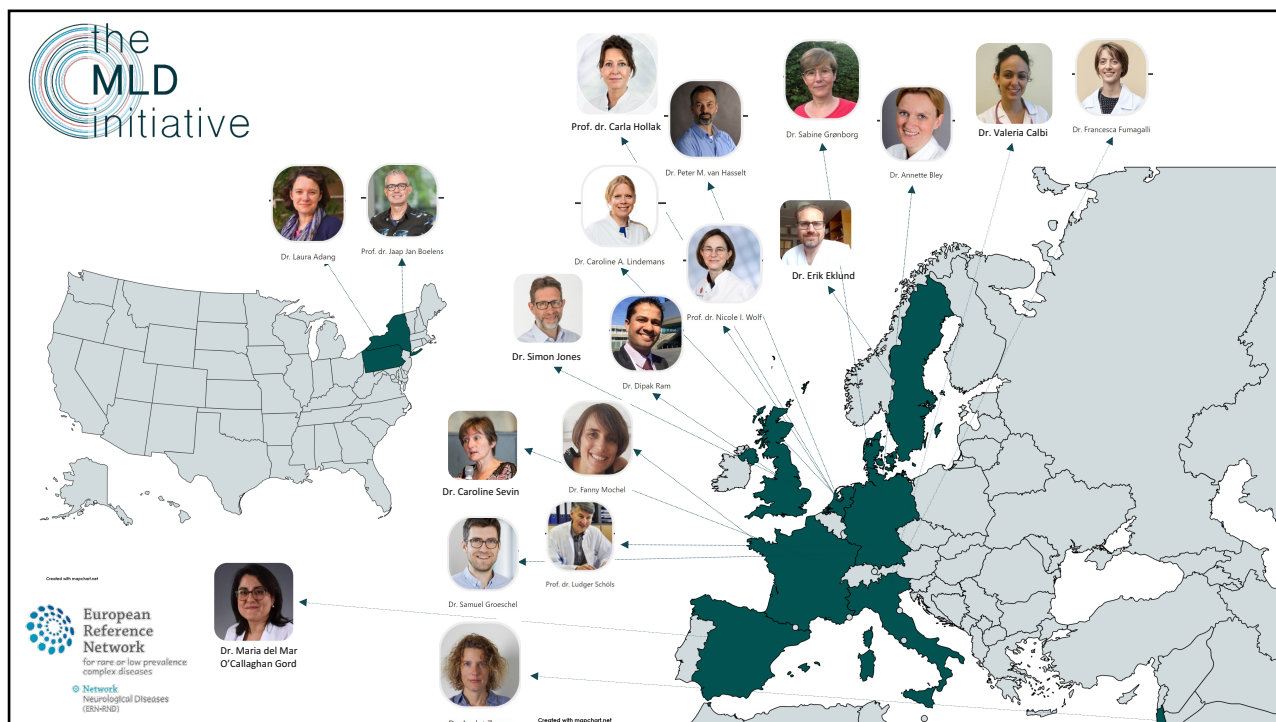 the
MLD
initiative
Prof. dr. Carla Hollak
Dr. Peter M. van Hasselt
Dr. Sabine Grønborg
Dr. Annette Bley
Dr. Valeria Calbi
Dr. Francesca Fumagalli
Dr. Laura Adang
Prof. dr. Jaap Jan Boelens
Dr. Caroline A. Lindemans
Prof. dr. Nicole I. Wolf
Dr. Erik Eklund
Dr. Simon Jones
Dr. Dipak Ram
Dr. Caroline Sevin
Dr. Fanny Mochel
Dr. Samuel Groeschel
Prof. dr. Ludger Schöls
Created with mapchart.net
European
Reference
Network
for rare or low prevalence
complex diseases
Network
Neurological Diseases
(ERN-RND)
Dr. Maria del Mar
O'Callaghan Gord
Created with mapchart.net